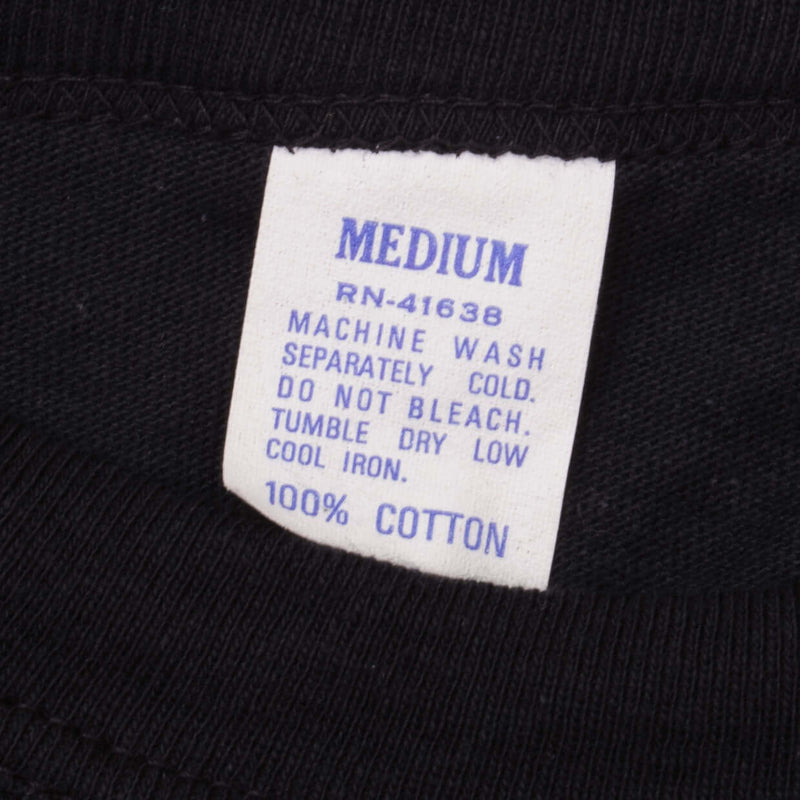 MEDIUM
RN-41638
MACHINE WASH
SEPARATELY COLD.
DO NOT BLEACH.
TUMBLE DRY LOW
COOL IRON.
100% COTTON